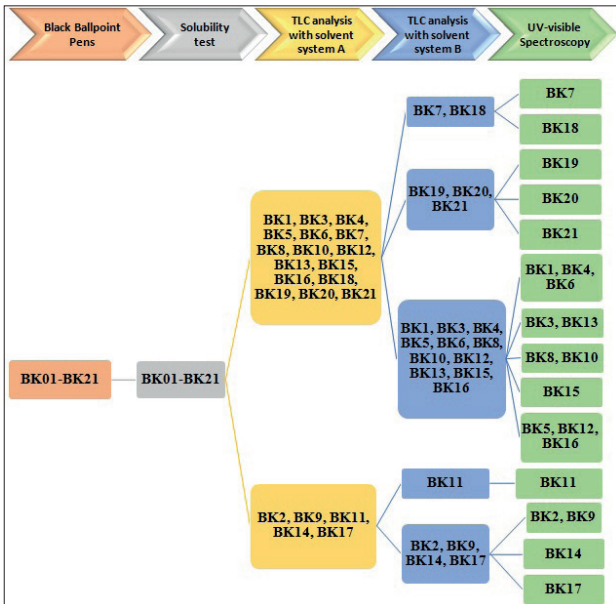 Black Ballpoint
Pens
Solubility
test
TLC analysis
with solvent
system A
TLC analysis
with solvent
system B
UV-visible
Spectroscopy
BK01-BK21
BK01-BK21
BK1, BK3, BK4,
BK5, BK6, BK7,
BK8, BK10, BK12,
BK13, BK15,
BK16, BK18,
BK19, BK20, BK21
BK2, BK9, BK11,
BK14, BK17
BK7, BK18
BK19, BK20,
BK21
BK1, BK3, BK4,
BK5, BK6, BK8,
BK10, BK12,
BK13, BK15,
BK16
BK11
BK2, BK9,
BK14, BK17
BK7
BK18
BK19
BK20
BK21
BK1, BK4,
BK6
BK3, BK13
BK8, BK10
BK15
BK5, BK12,
BK16
BK11
BK2, BK9
BK14
BK17